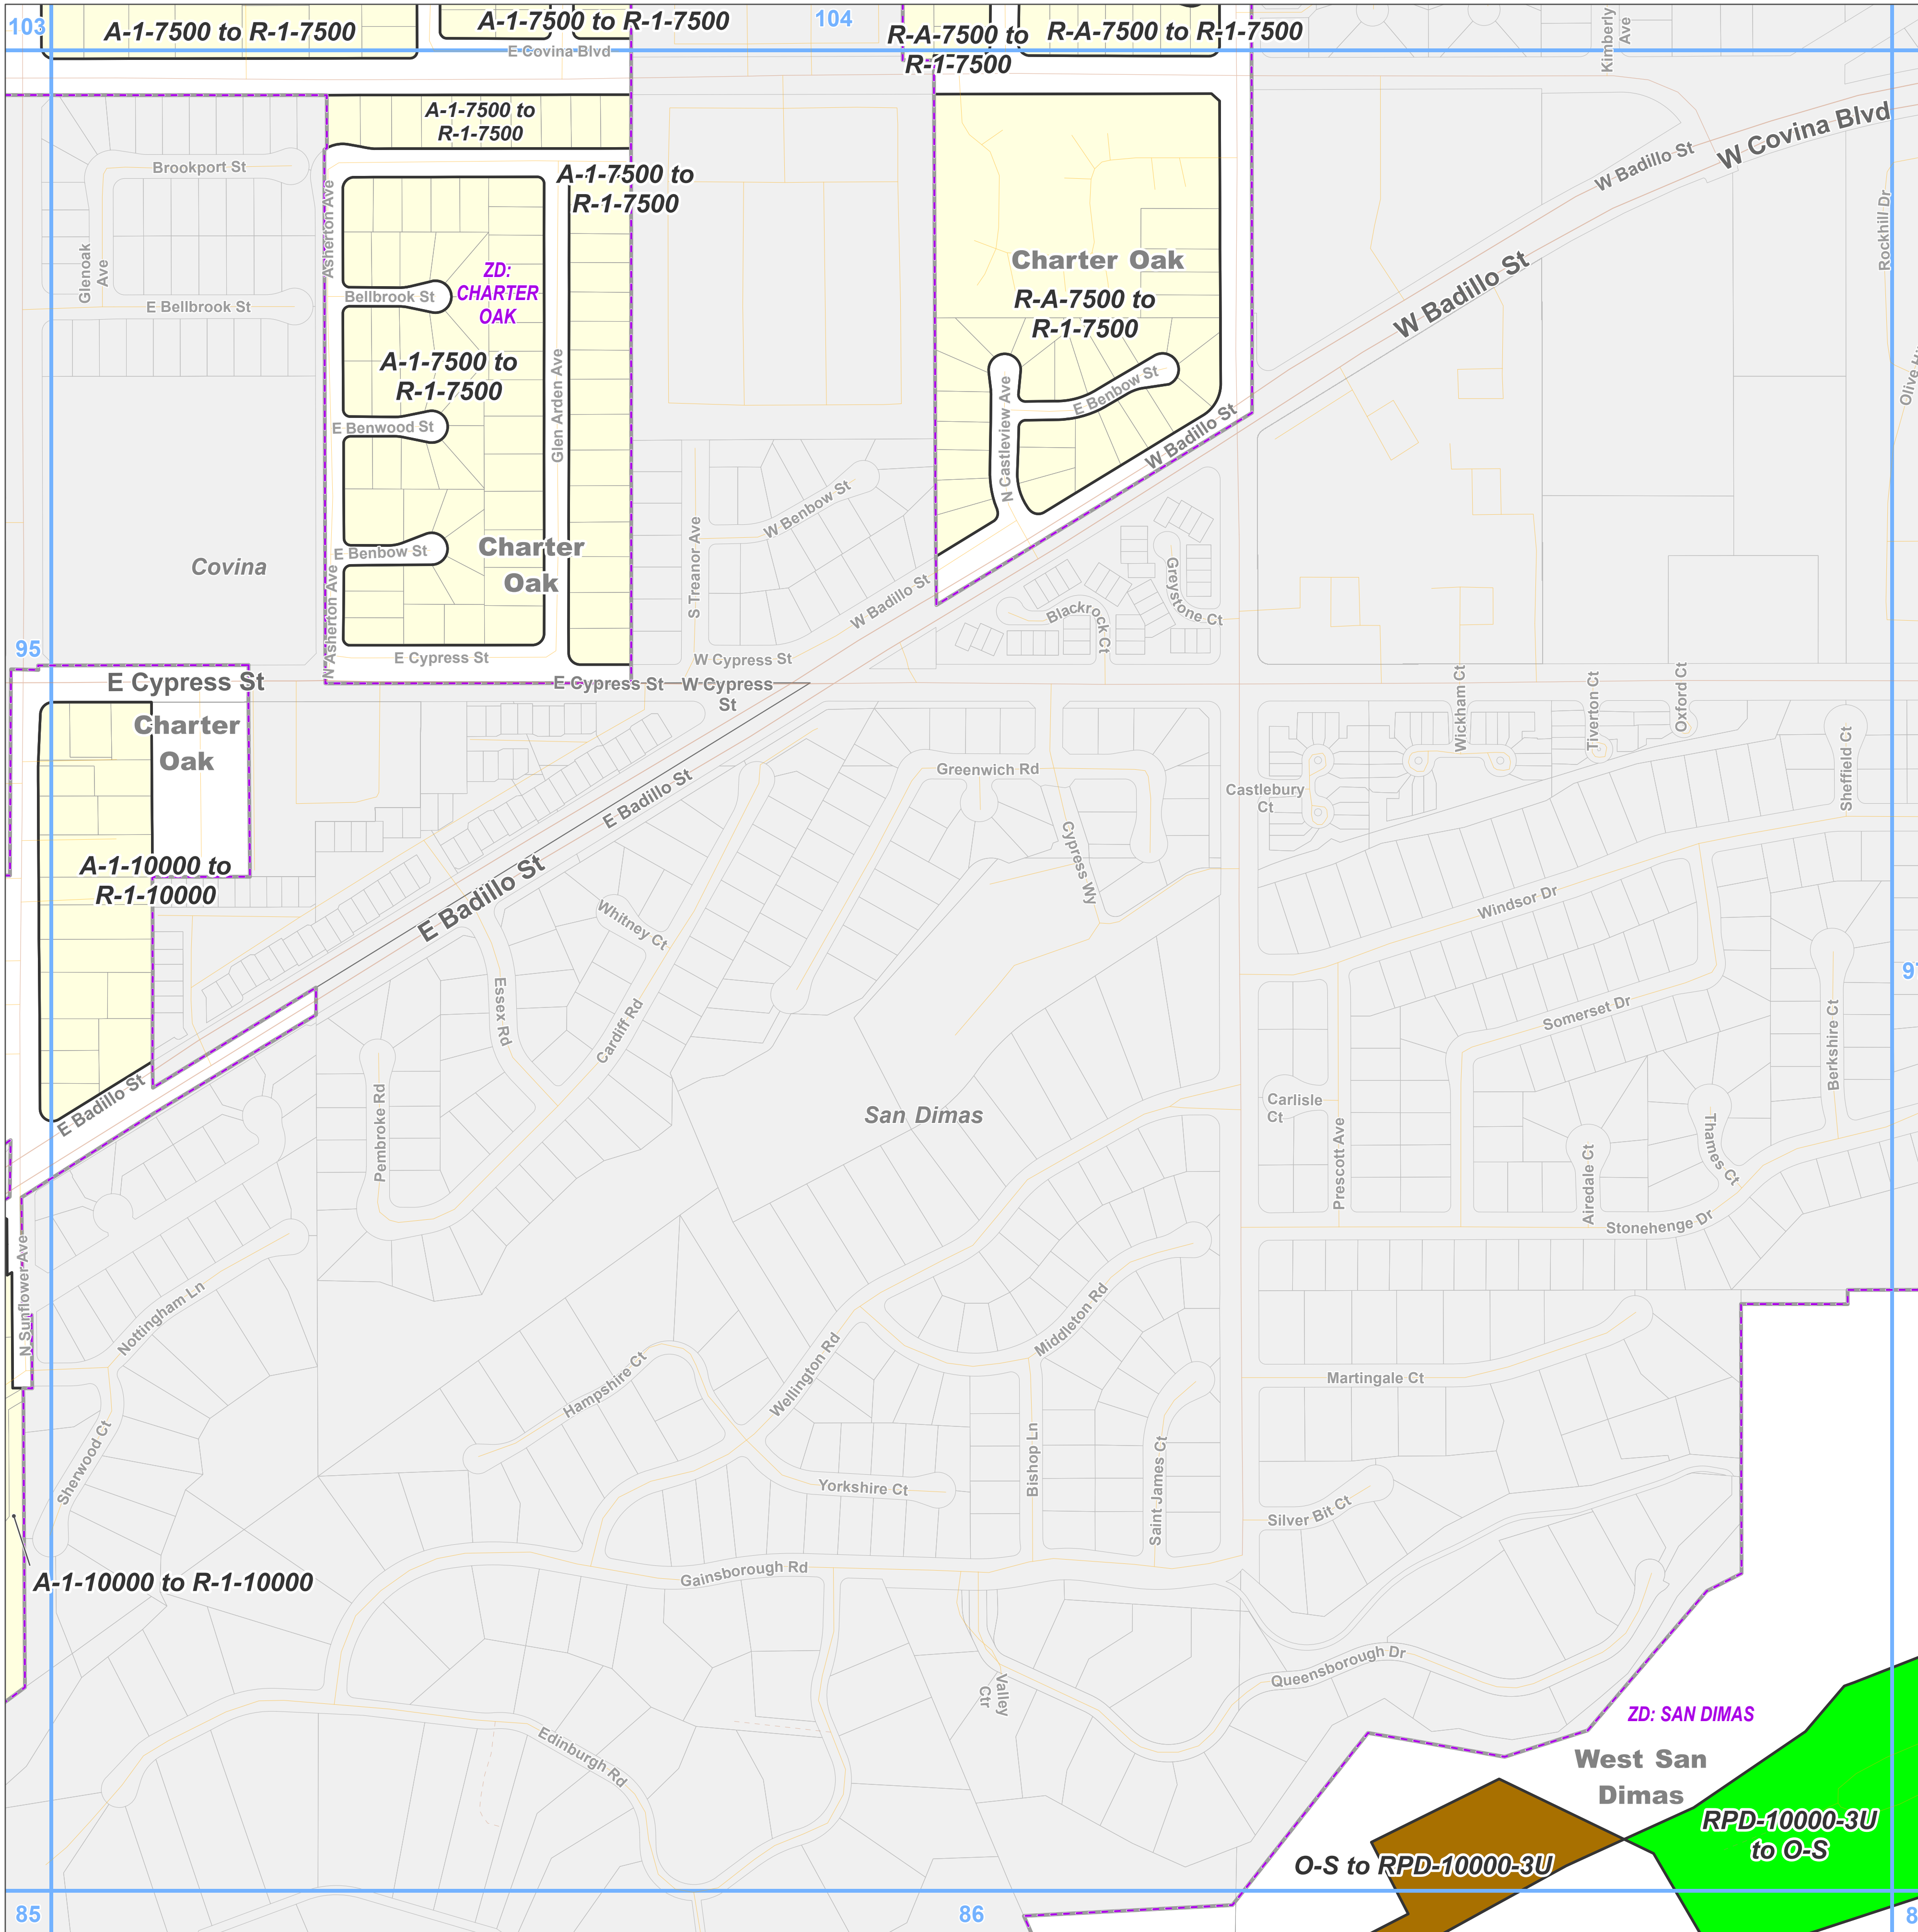 103
A-1-7500 to R-1-7500
A-1-7500 to R-1-7500
104
R-A-7500 to
R-1-7500
R-A-7500 to R-1-7500
Kimberly
Ave
E Covina Blvd
A-1-7500 to
R-1-7500
W Covina Blvd
W Badillo St
Brookport St
A-1-7500 to
R-1-7500
Asherton Ave
Glenoak
Ave
Rockhill Dr
Charter Oak
R-A-7500 to
R-1-7500
ZD:
CHARTER
OAK
Bellbrook St
E Bellbrook St
W Badillo St
A-1-7500 to
R-1-7500
Glen Arden Ave
E Benbow St
N Castleview Ave
W Badillo St
E Benwood St
W Benbow St
S Treanor Ave
E Benbow St
Charter
Oak
Covina
N Asherton Ave
W Badillo St
Greystone Ct
Blackrock Ct
95
E Cypress St
W Cypress St
E Cypress St
E Cypress St
W Cypress
St
Charter
Oak
Wickham Ct
Tiverton Ct
Oxford Ct
Sheffield Ct
Greenwich Rd
Castlebury
Ct
E Badillo St
Cypress Wy
A-1-10000 to
R-1-10000
E Badillo St
Whitney Ct
Windsor Dr
Essex Rd
Cardiff Rd
Somerset Dr
Berkshire Ct
E Badillo St
Pembroke Rd
San Dimas
Carlisle
Ct
Prescott Ave
Airedale Ct
Thames Ct
Stonehenge Dr
N Sunflower Ave
Nottingham Ln
Middleton Rd
Wellington Rd
Hampshire Ct
Martingale Ct
Sherwood Ct
Yorkshire Ct
Bishop Ln
Saint James Ct
Silver Bit Ct
A-1-10000 to R-1-10000
Gainsborough Rd
Valley
Ctr
Queensborough Dr
Edinburgh Rd
ZD: SAN DIMAS
West San
Dimas
RPD-10000-3U
to O-S
O-S to RPD-10000-3U
85
86